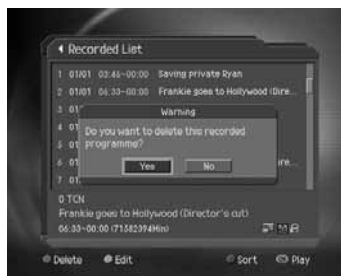 Recorded List
1 01/01 03:46~00:00 Saving private Ryan
2 01/01 04:33~00:00 Frankie goes to Hollywood (Dire...
3 01
Warning
4 01
Do you want to delete this recorded
5 01
programme?
6 01
ire...
Yes No
7 01
0 TCN
Frankie goes to Hollywood (Director's cut)
06:33~00:00 (71582394Min)
Delete Edit Sort Play